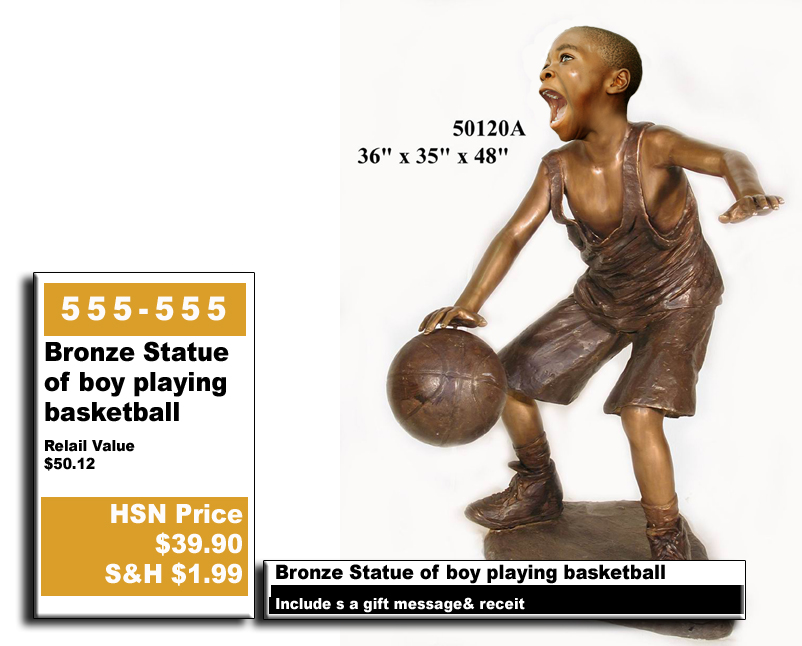 50120A
36" x 35" x 48"
555-555
Bronze Statue
of boy playing
basketball
Relail Value
$50.12
HSN Price
$39.90
S&H $1.99
Bronze Statue of boy playing basketball
Include s a gift message& receit